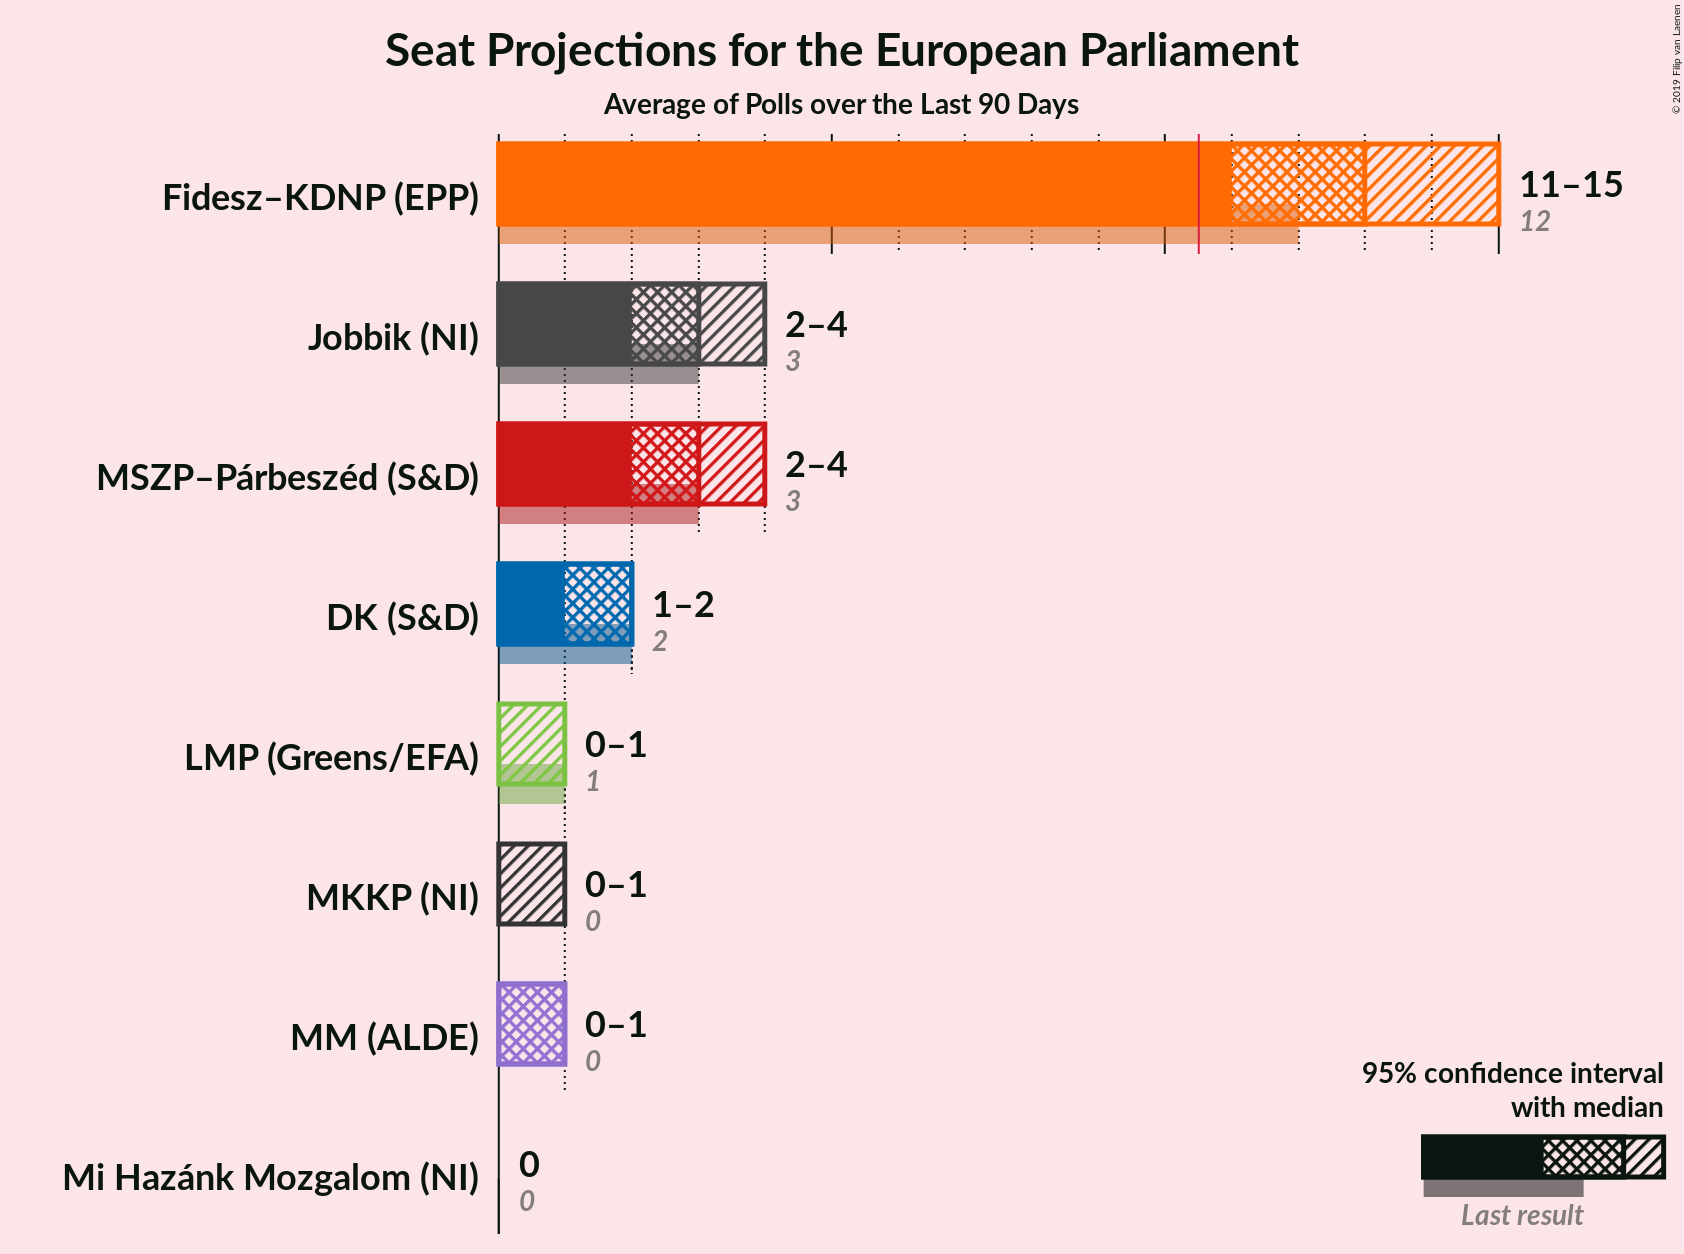 Seat Projections for the European Parliament
Average of Polls over the Last 90 Days
© 2019 Filip van Laenen
Fidesz–KDNP (EPP)
11–15
12
Jobbik (NI)
2–4
3
MSZP–Párbeszéd (S&D)
2–4
3
DK (S&D)
1–2
2
LMP (Greens/EFA)
0–1
1
MKKP (NI)
0–1
0
MM (ALDE)
0–1
0
Mi Hazánk Mozgalom (NI)
0
0
95% confidence interval
with median
Last result